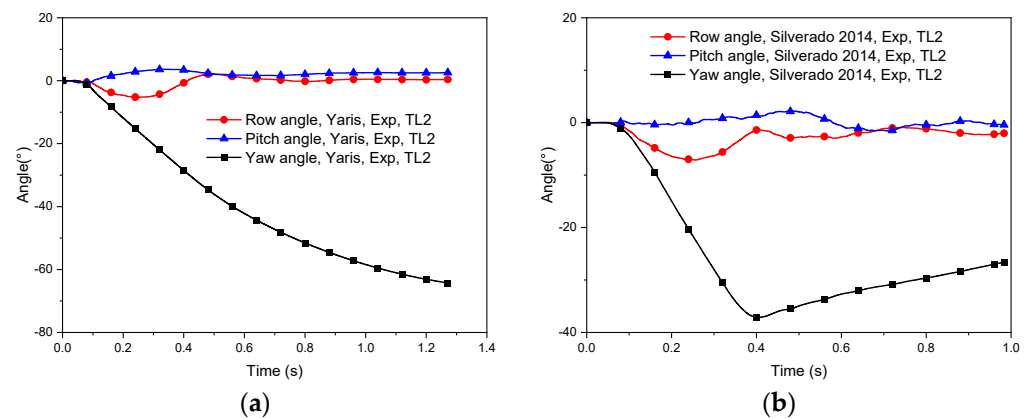 20
0
-20
-40
-60
-80
Angle(°)
0.0 0.2 0.4 0.6 0.8 1.0 1.2 1.4
Time (s)
Row angle, Yaris, Exp, TL2
Pitch angle, Yaris, Exp, TL2
Yaw angle, Yaris, Exp, TL2
(a)
20
0
-20
-40
Angle(°)
0.0 0.2 0.4 0.6 0.8 1.0
Time (s)
Row angle, Silverado 2014, Exp, TL2
Pitch angle, Silverado 2014, Exp, TL2
Yaw angle, Silverado 2014, Exp, TL2
(b)